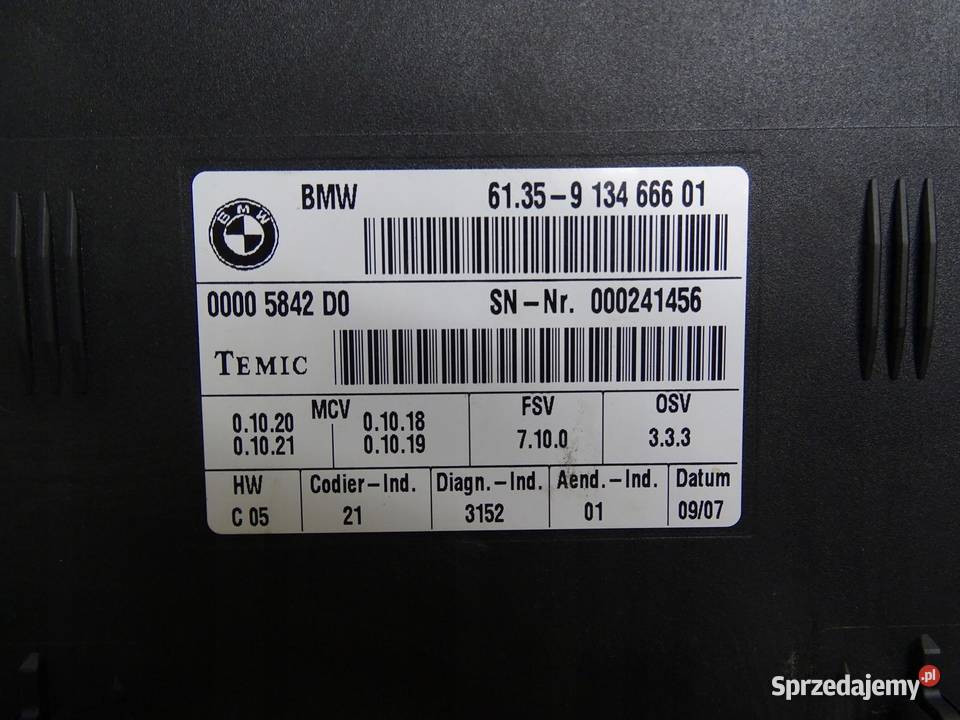 BMW 61.35-9 134 666 01
BMW
0000 5842 D0 SN-Nr. 000241456
TEMIC
MCV FSV OSV
0.10.20 0.10.18 7.10.0 3.3.3
0.10.21 0.10.19
HW Codier-Ind. Diagn.-Ind. Aend.-Ind. Datum
C 05 21 3152 01 09/07
Sprzedajemy.pl